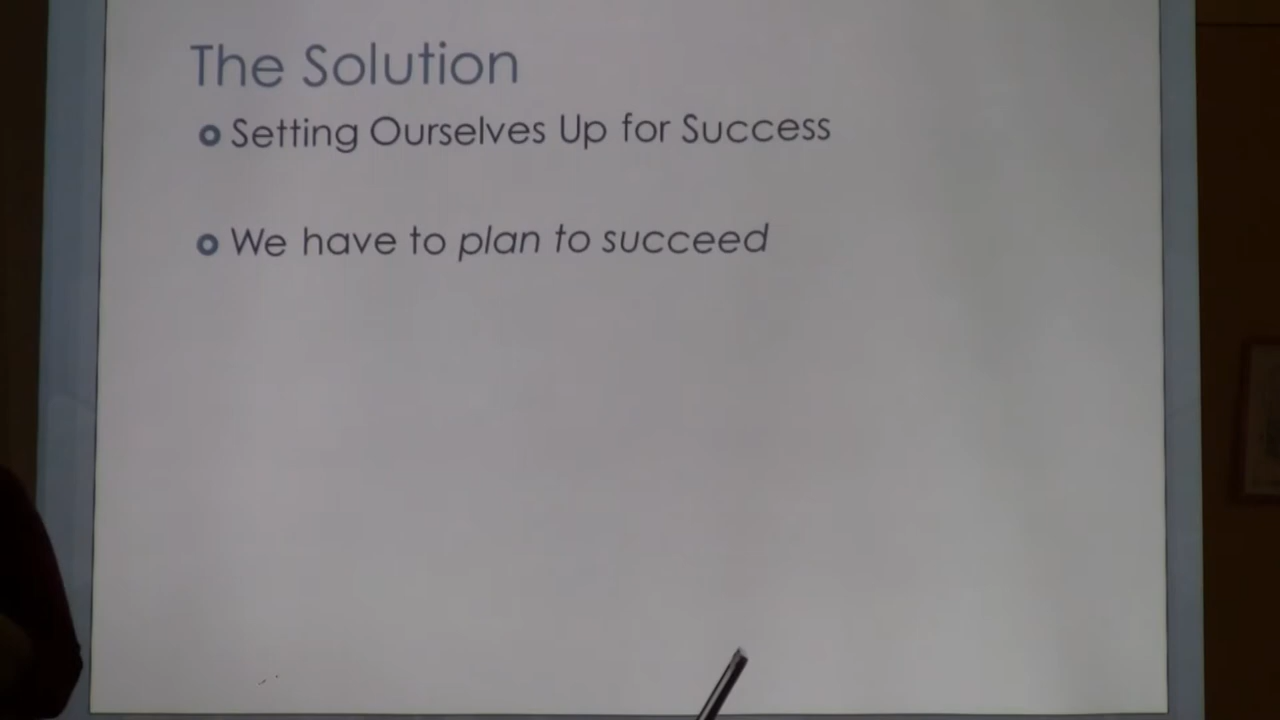 The Solution
Setting Ourselves Up for Success
We have to plan to succeed